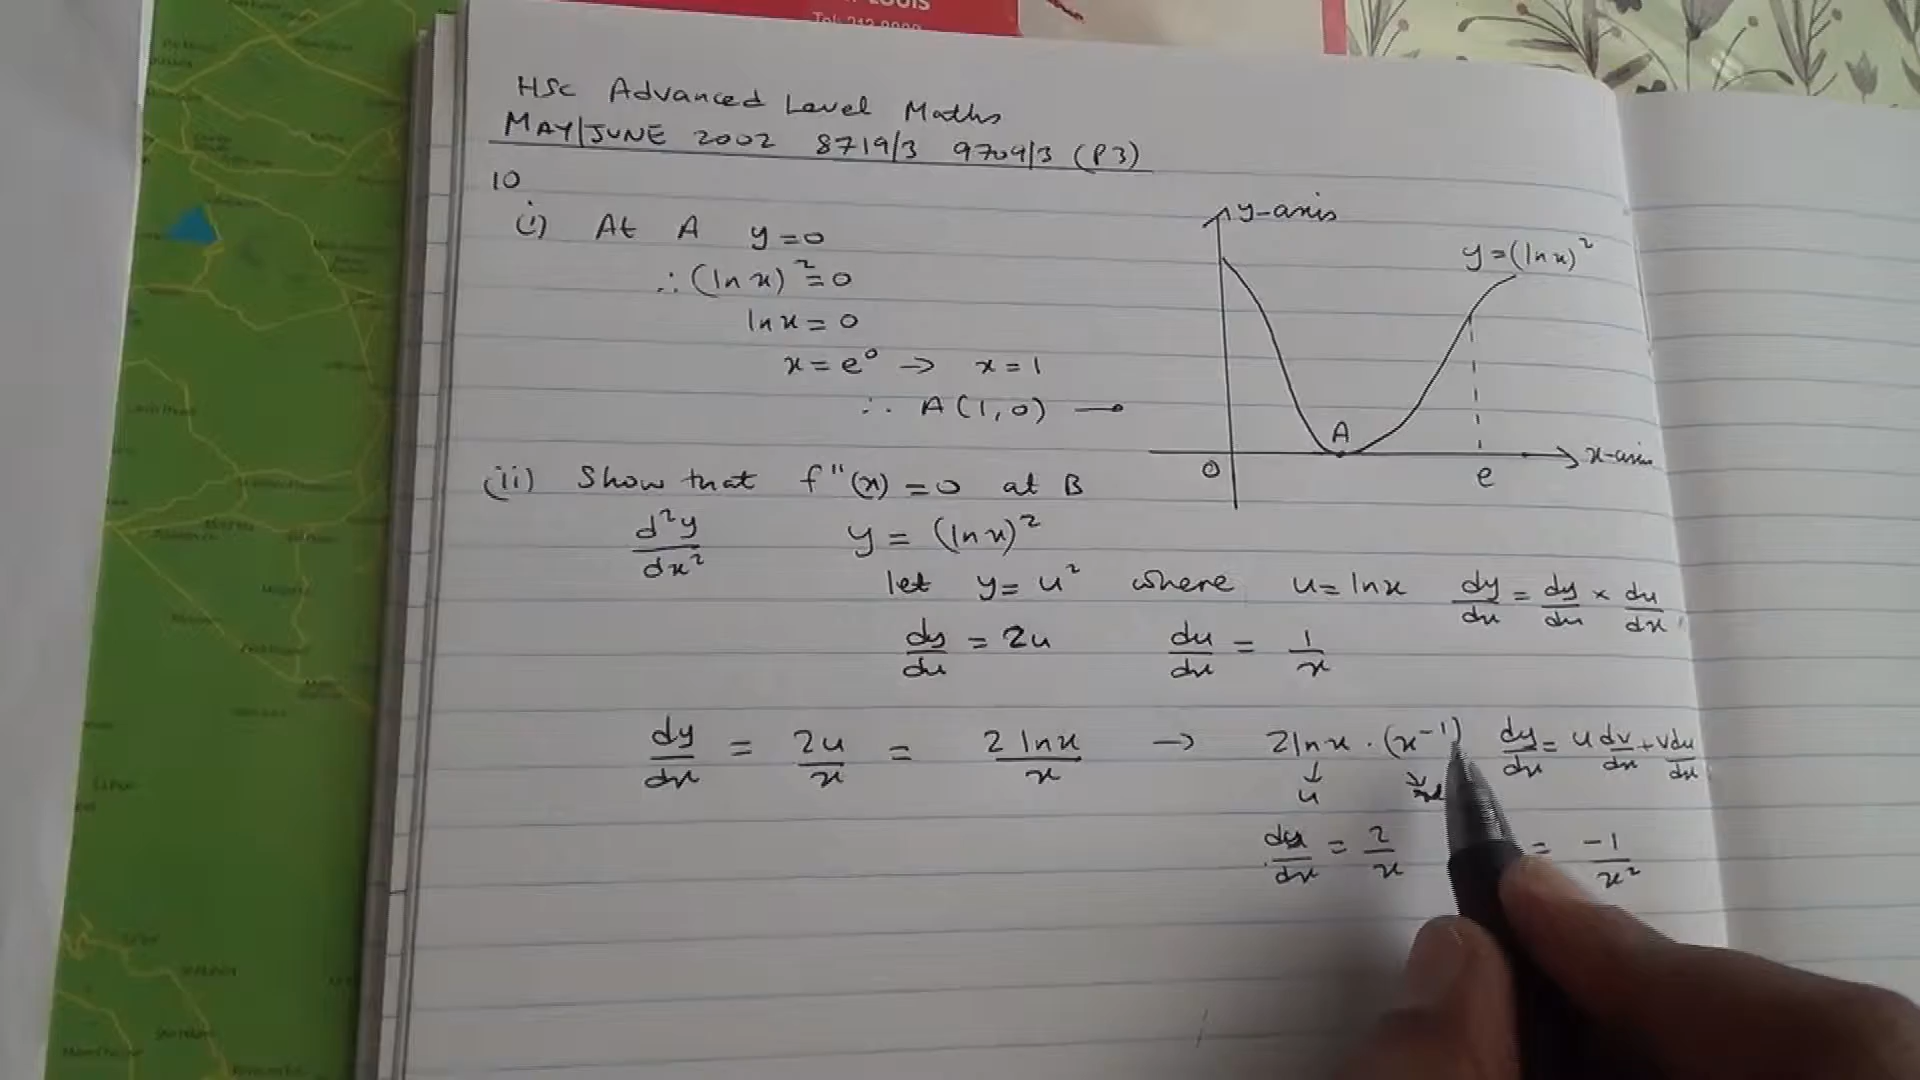 LOUIS
HSC Advanced Level Maths
MAY/JUNE 2002 8719/3 9709/3 (P3)
10
(i) At A y=0
∴ (ln x)² = 0
ln x = 0
x = e⁰ → x = 1
∴ A(1,0)
y-axis
y=(ln x)²
A
0
e
x-axis
(ii) Show that f"(x) = 0 at B
d²y/dx² y = (ln x)²
let y = u² where u = ln x dy/dx = dy/du × du/dx
dy/du = 2u du/dx = 1/x
dy/dx = 2u/x = 2 ln x/x → 2 ln x · (x⁻¹) dy/dx = u dv/dx + v du/dx
u
du/dx = 2/x = -1/x²